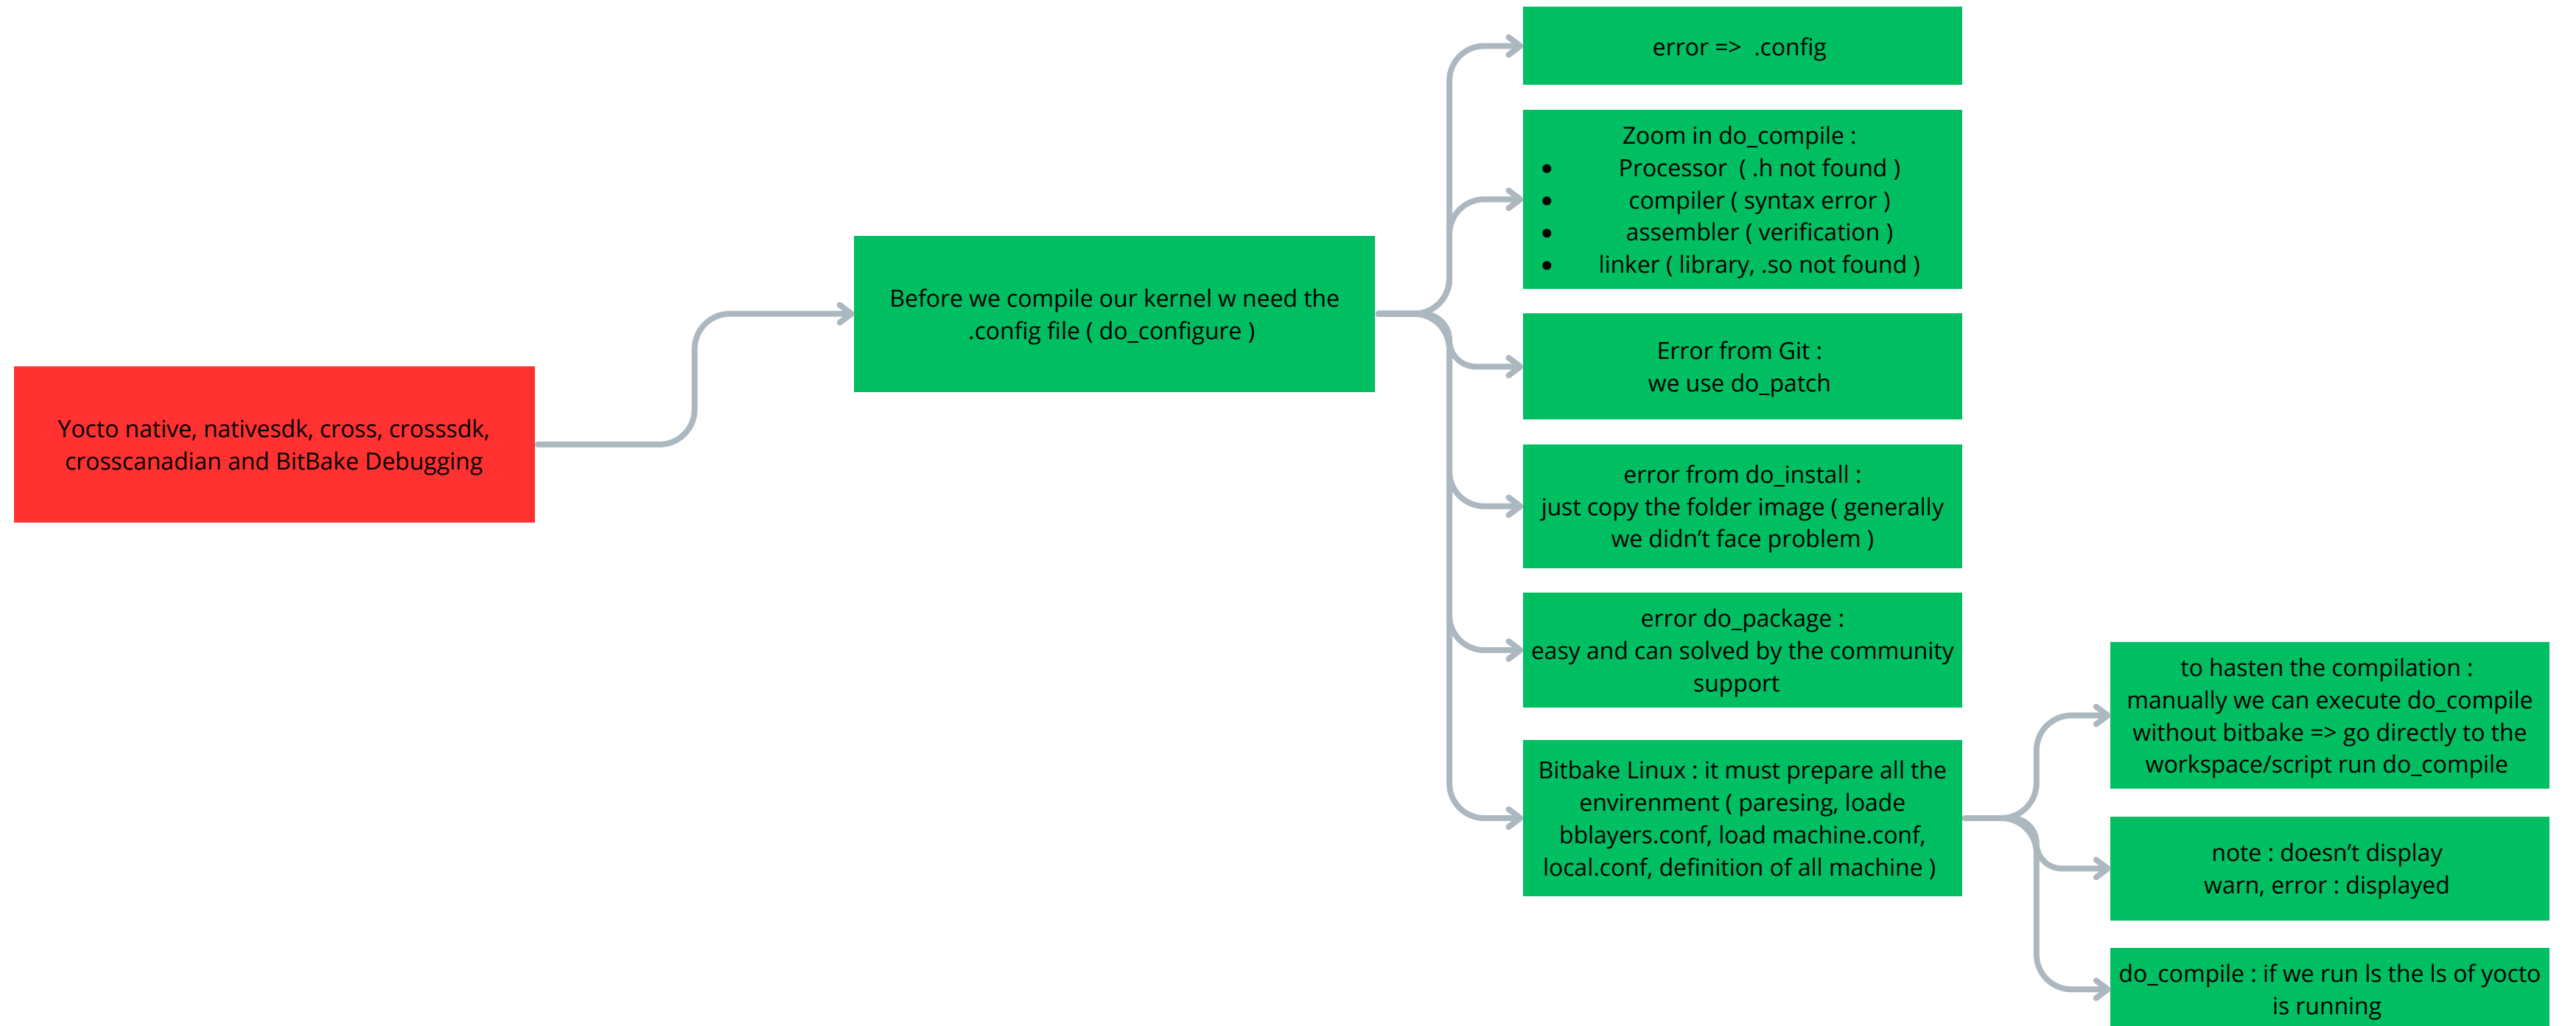 Yocto native, nativesdk, cross, crosssdk,
crosscanadian and BitBake Debugging
Before we compile our kernel w need the
.config file ( do_configure )
error =>  .config
Zoom in do_compile :
• Processor  ( .h not found )
• compiler ( syntax error )
• assembler ( verification )
• linker ( library, .so not found )
Error from Git :
we use do_patch
error from do_install :
just copy the folder image ( generally
we didn’t face problem )
error do_package :
easy and can solved by the community
support
Bitbake Linux : it must prepare all the
envirenment ( paresing, loade
bblayers.conf, load machine.conf,
local.conf, definition of all machine )
to hasten the compilation :
manually we can execute do_compile
without bitbake => go directly to the
workspace/script run do_compile
note : doesn’t display
warn, error : displayed
do_compile : if we run ls the ls of yocto
is running